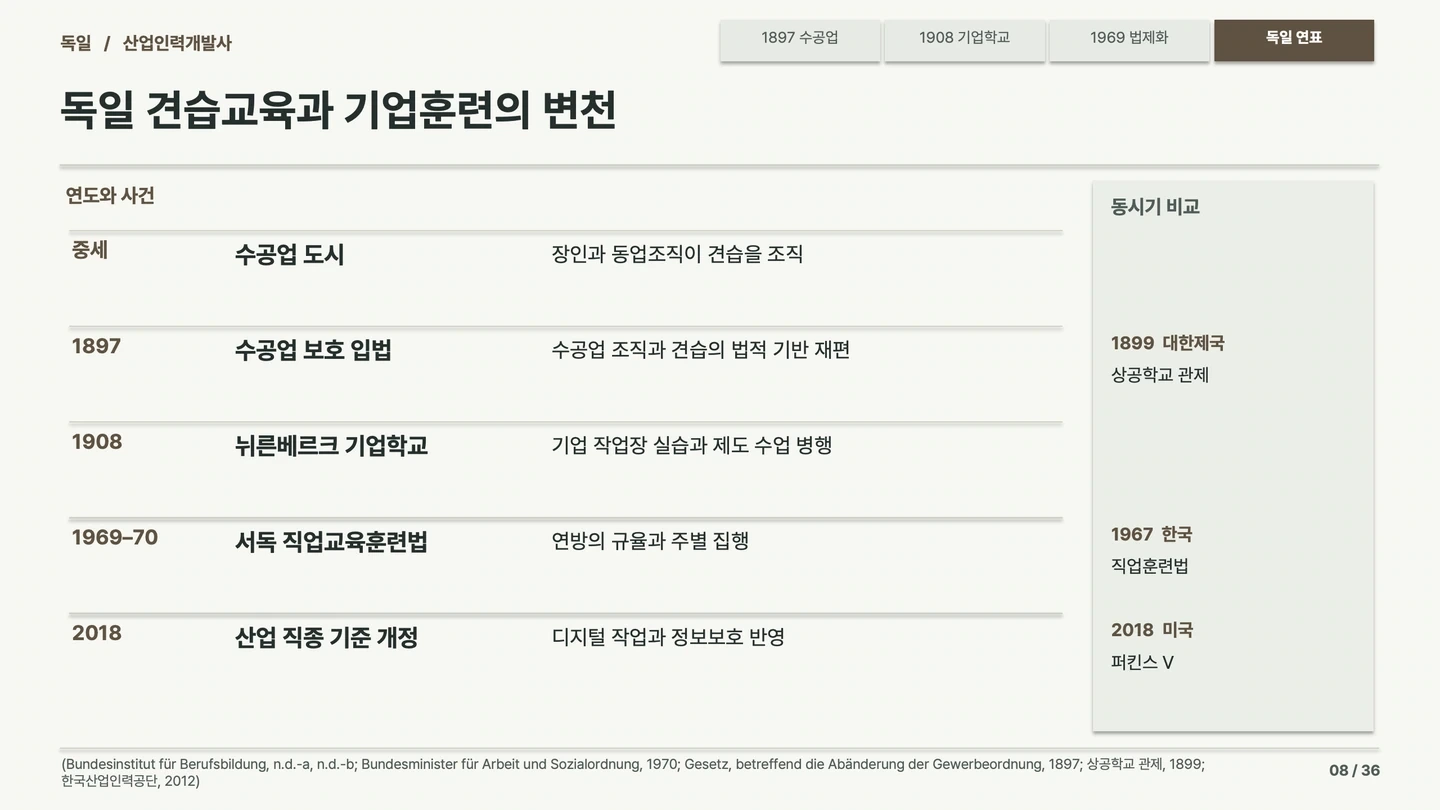 독일 / 산업인력개발사
1897 수공업
1908 기업학교
1969 법제화
독일 연표
독일 견습교육과 기업훈련의 변천
연도와 사건
중세 수공업 도시 장인과 동업조직이 견습을 조직
1897 수공업 보호 입법 수공업 조직과 견습의 법적 기반 재편
1908 뉘른베르크 기업학교 기업 작업장 실습과 제도 수업 병행
1969–70 서독 직업교육훈련법 연방의 규율과 주별 집행
2018 산업 직종 기준 개정 디지털 작업과 정보보호 반영
동시기 비교
1899 대한제국
상공학교 관제
1967 한국
직업훈련법
2018 미국
퍼킨스 V
(Bundesinstitut für Berufsbildung, n.d.-a, n.d.-b; Bundesminister für Arbeit und Sozialordnung, 1970; Gesetz, betreffend die Abänderung der Gewerbeordnung, 1897; 상공학교 관제, 1899;
한국산업인력공단, 2012)
08 / 36